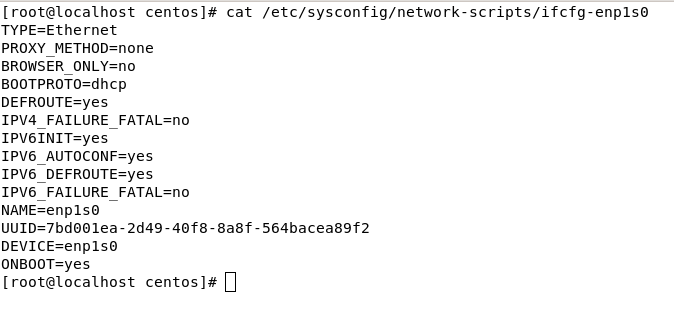 [root@localhost centos]# cat /etc/sysconfig/network-scripts/ifcfg-enp1s0
TYPE=Ethernet
PROXY_METHOD=none
BROWSER_ONLY=no
BOOTPROTO=dhcp
DEFROUTE=yes
IPV4_FAILURE_FATAL=no
IPV6INIT=yes
IPV6_AUTOCONF=yes
IPV6_DEFROUTE=yes
IPV6_FAILURE_FATAL=no
NAME=enp1s0
UUID=7bd001ea-2d49-40f8-8a8f-564bacea89f2
DEVICE=enp1s0
ONBOOT=yes
[root@localhost centos]#